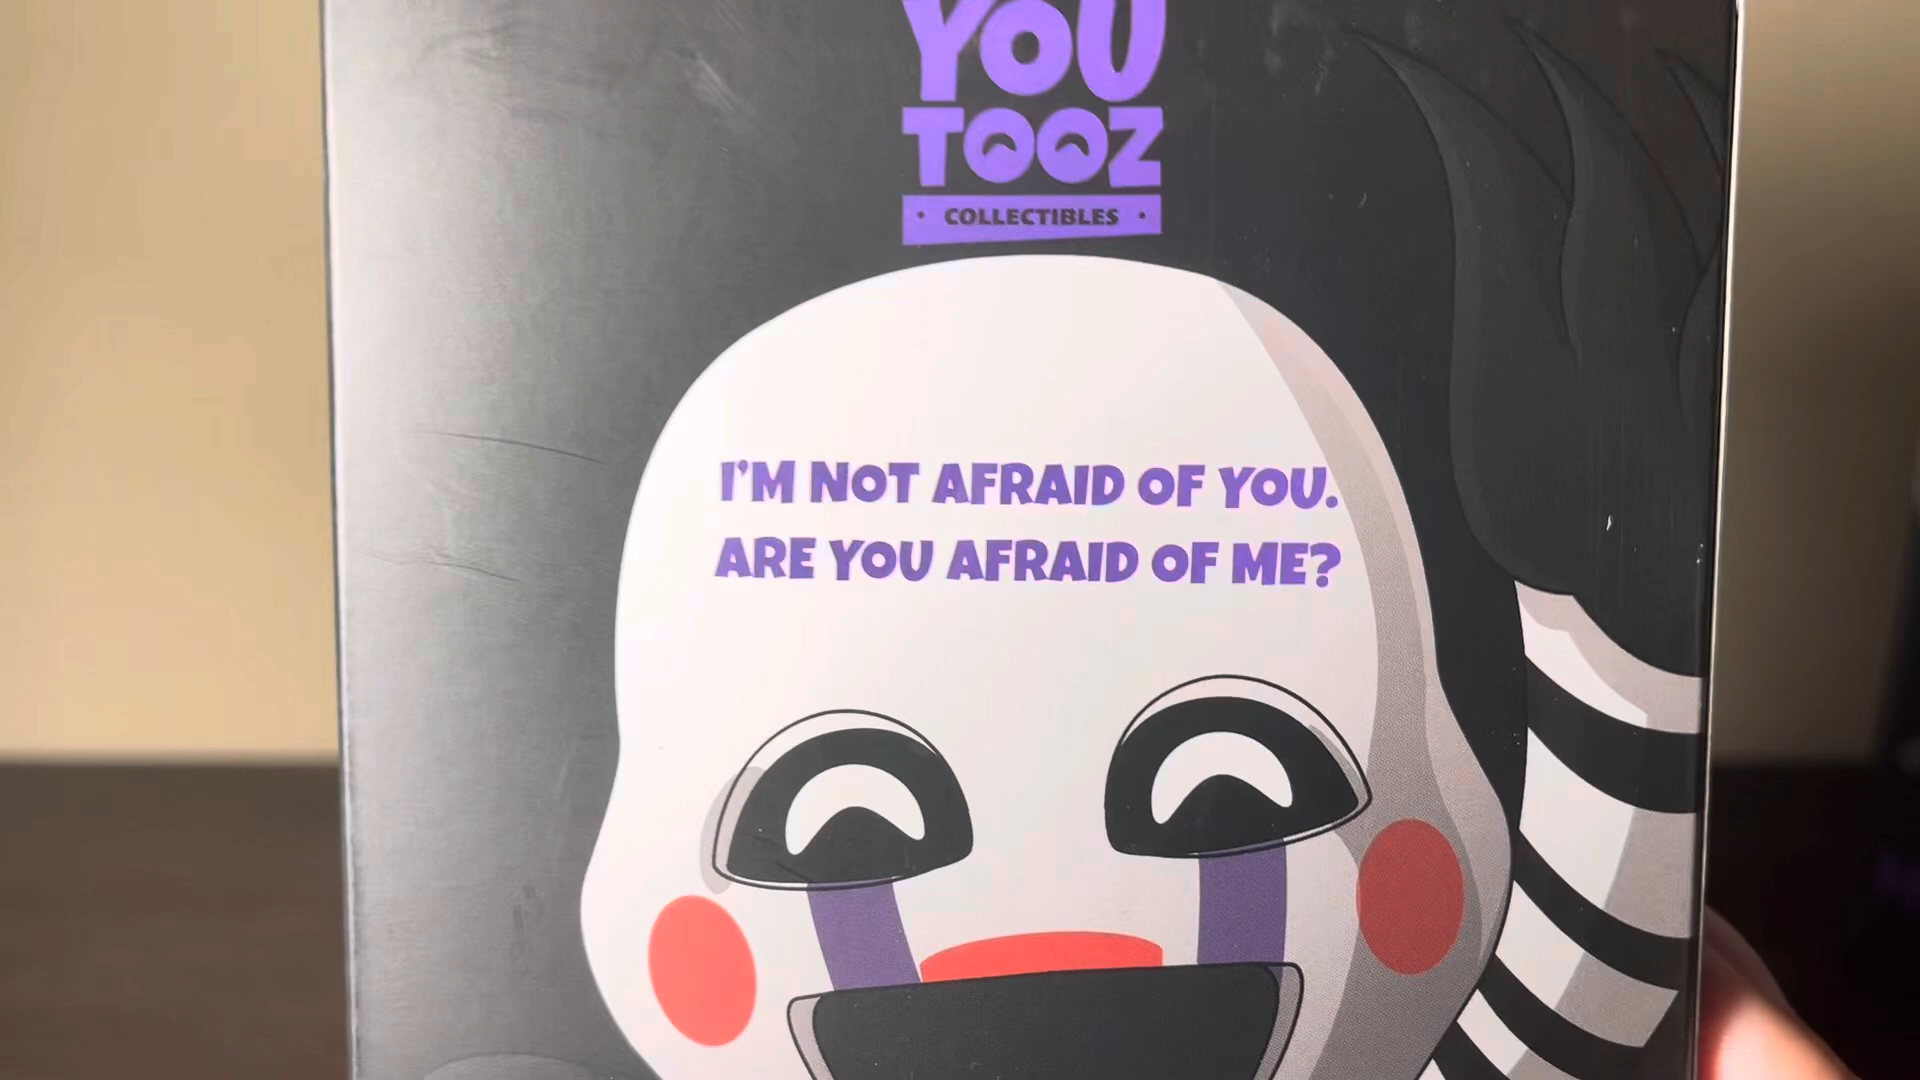 YOU
TOOZ
• COLLECTIBLES •
I'M NOT AFRAID OF YOU.
ARE YOU AFRAID OF ME?